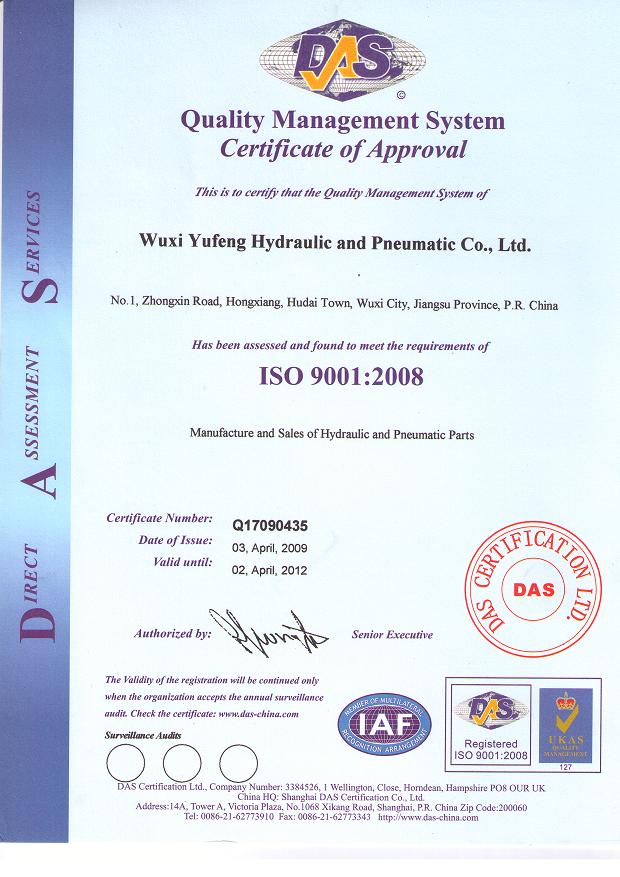 DAS
©
Quality Management System
Certificate of Approval
This is to certify that the Quality Management System of
Wuxi Yufeng Hydraulic and Pneumatic Co., Ltd.
No.1, Zhongxin Road, Hongxiang, Hudai Town, Wuxi City, Jiangsu Province, P.R. China
Has been assessed and found to meet the requirements of
ISO 9001:2008
Manufacture and Sales of Hydraulic and Pneumatic Parts
Certificate Number: Q17090435
Date of Issue: 03, April, 2009
Valid until: 02, April, 2012
Authorized by: Senior Executive
DAS CERTIFICATION LTD.
DAS
The Validity of the registration will be continued only
when the organization accepts the annual surveillance
audit. Check the certificate: www.das-china.com
Surveillance Audits
MEMBER OF MULTILATERAL
IAF
RECOGNITION ARRANGEMENT
DAS
Registered
ISO 9001:2008
UKAS
QUALITY
MANAGEMENT
127
DAS Certification Ltd., Company Number: 3384526, 1 Wellington, Close, Horndean, Hampshire PO8 OUR UK
China HQ: Shanghai DAS Certification Co., Ltd.
Address:14A, Tower A, Victoria Plaza, No.1068 Xikang Road, Shanghai, P.R. China Zip Code:200060
Tel: 0086-21-62773910 Fax: 0086-21-62773343 http://www.das-china.com
DIRECT ASSESSMENT SERVICES